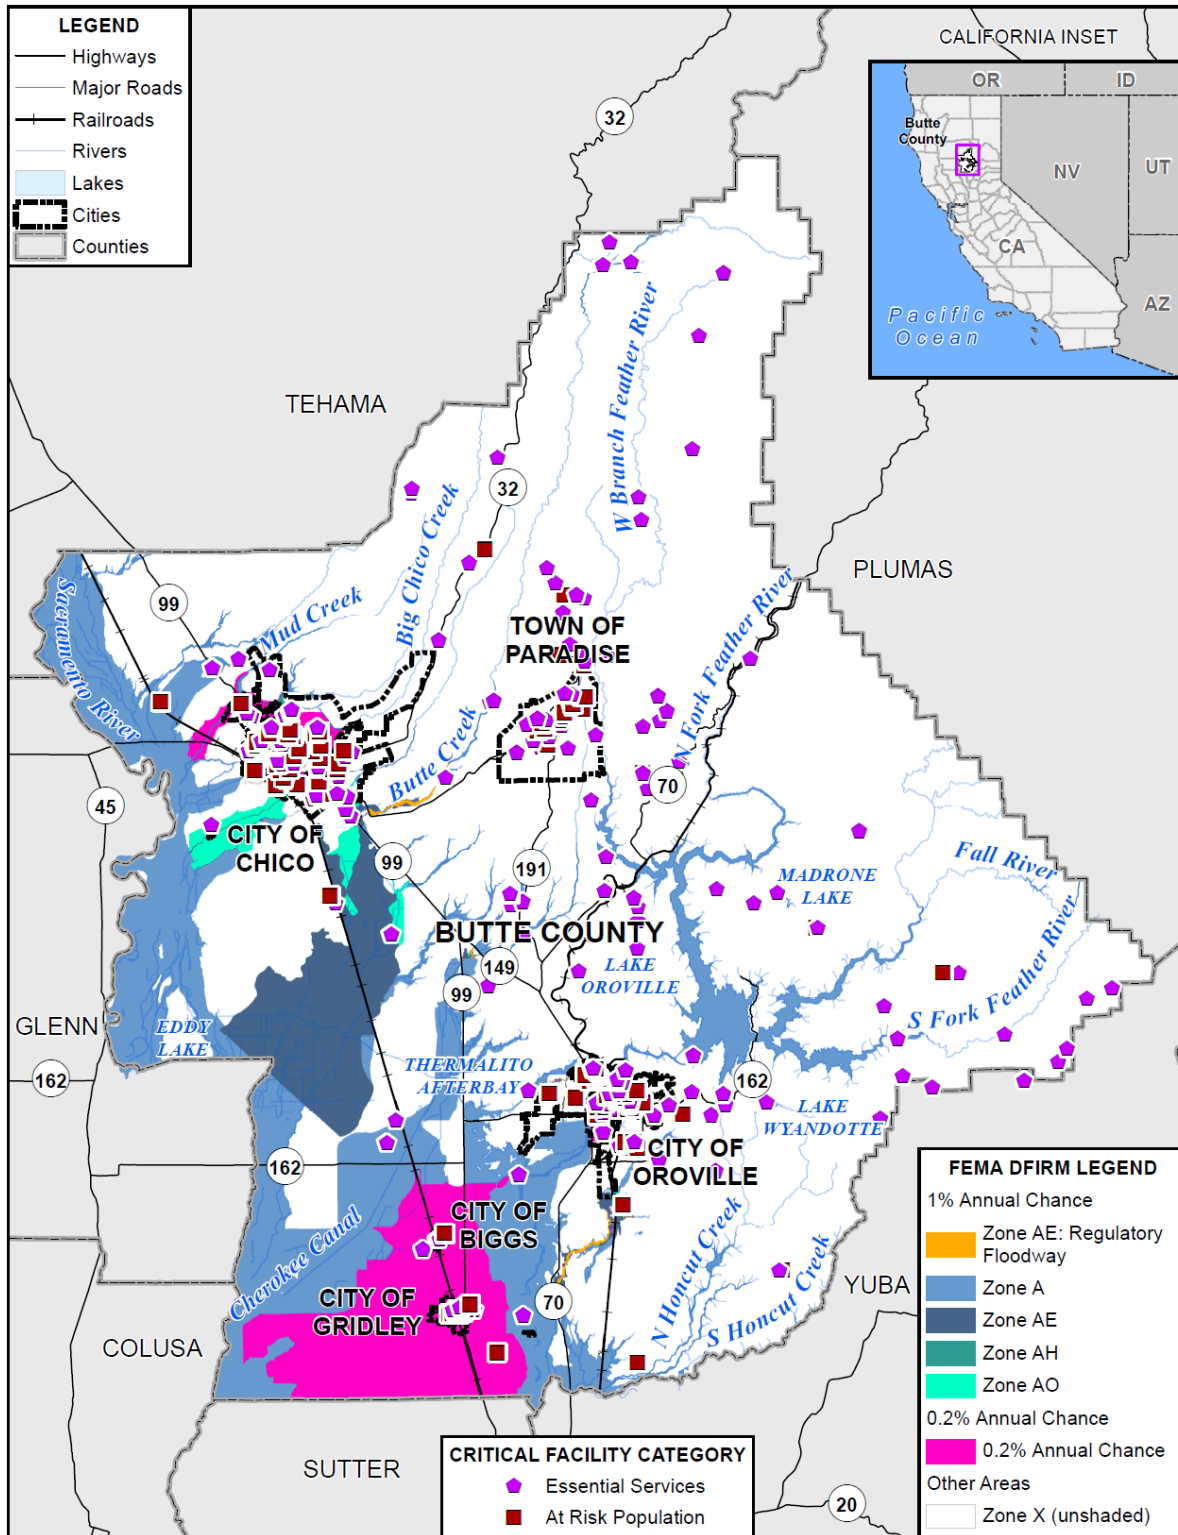 LEGEND
Highways
Major Roads
Railroads
Rivers
Lakes
Cities
Counties
CALIFORNIA INSET
OR
ID
Butte
County
NV
UT
CA
AZ
Pacific
Ocean
32
TEHAMA
W Branch Feather River
32
Big Chico Creek
PLUMAS
Sacramento River
99
Mud Creek
N Fork Feather River
TOWN OF
PARADISE
Butte Creek
70
45
CITY OF
CHICO
99
191
MADRONE
LAKE
Fall River
BUTTE COUNTY
149
LAKE
OROVILLE
99
S Fork Feather River
GLENN
EDDY
LAKE
162
THERMALITO
AFTERBAY
162
LAKE
WYANDOTTE
162
CITY OF
OROVILLE
CITY OF
BIGGS
Cherokee Canal
N Honcut Creek
S Honcut Creek
YUBA
CITY OF
GRIDLEY
70
COLUSA
SUTTER
20
CRITICAL FACILITY CATEGORY
Essential Services
At Risk Population
FEMA DFIRM LEGEND
1% Annual Chance
Zone AE: Regulatory
Floodway
Zone A
Zone AE
Zone AH
Zone AO
0.2% Annual Chance
0.2% Annual Chance
Other Areas
Zone X (unshaded)